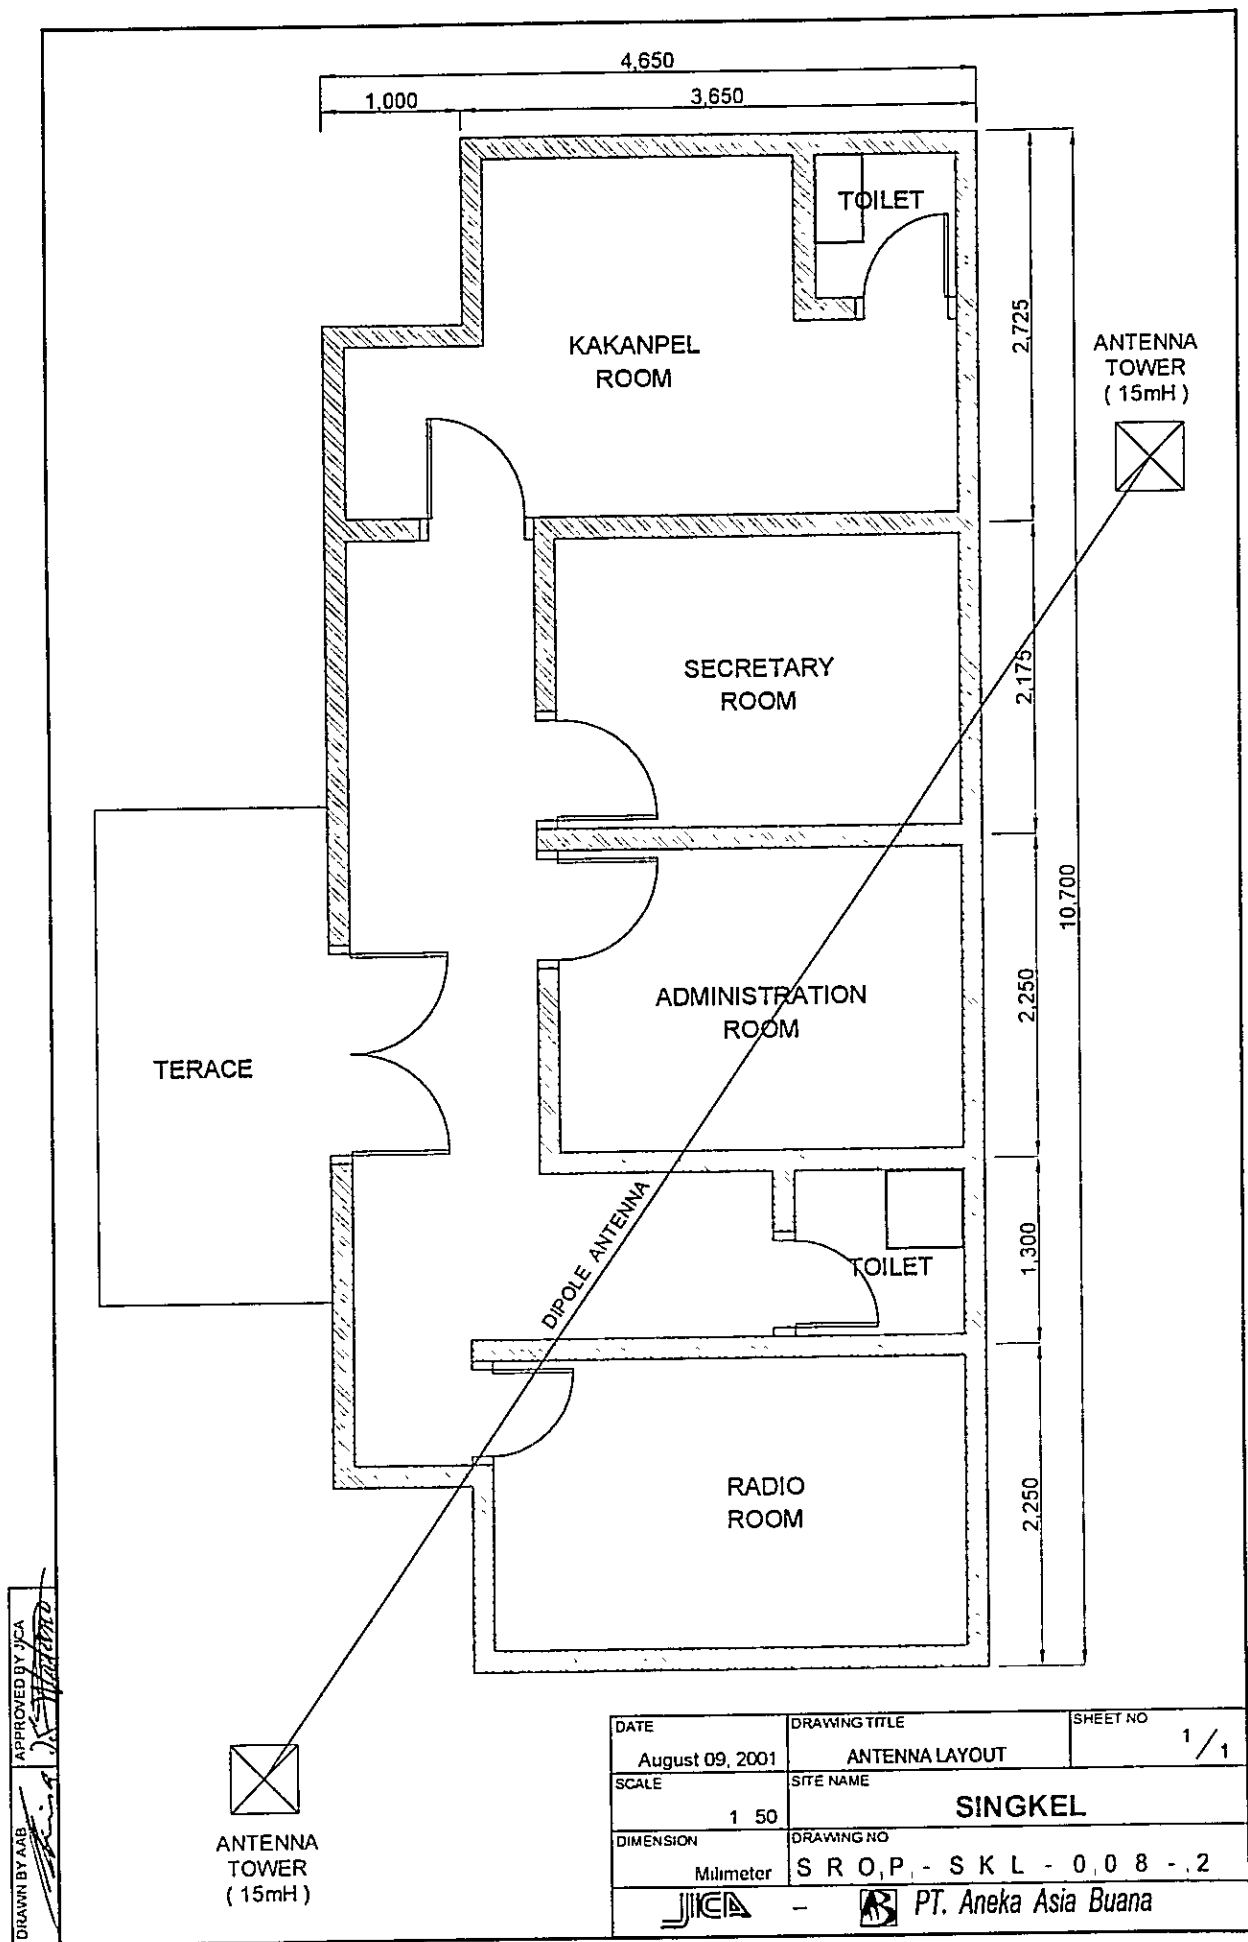 4,650
1,000
3,650
TOILET
2,725
KAKANPEL
ROOM
ANTENNA
TOWER
( 15mH )
SECRETARY
ROOM
2,175
10,700
ADMINISTRATION
ROOM
2,250
TERACE
DIPOLE ANTENNA
TOILET
1,300
RADIO
ROOM
2,250
ANTENNA
TOWER
( 15mH )
APPROVED BY JICA
DRAWN BY AAB
DATE
August 09, 2001
DRAWING TITLE
ANTENNA LAYOUT
SHEET NO
1/1
SCALE
1 50
SITE NAME
SINGKEL
DIMENSION
Milimeter
DRAWING NO
S R O,P,- S K L - 0,0 8 -,2
JICA - PT. Aneka Asia Buana